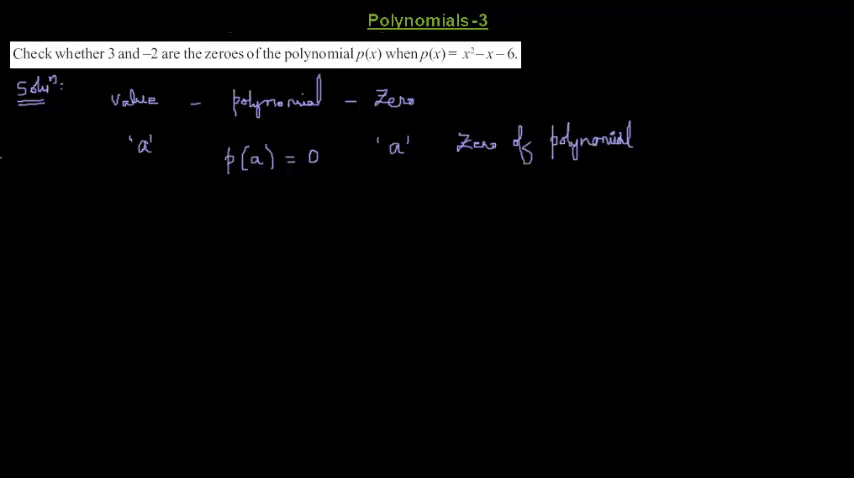 Polynomials-3
Check whether 3 and –2 are the zeroes of the polynomial p(x) when p(x) = x² – x – 6.
Soluⁿ:
value – polynomial – Zero
'a' p(a) = 0 'a' Zero of polynomial